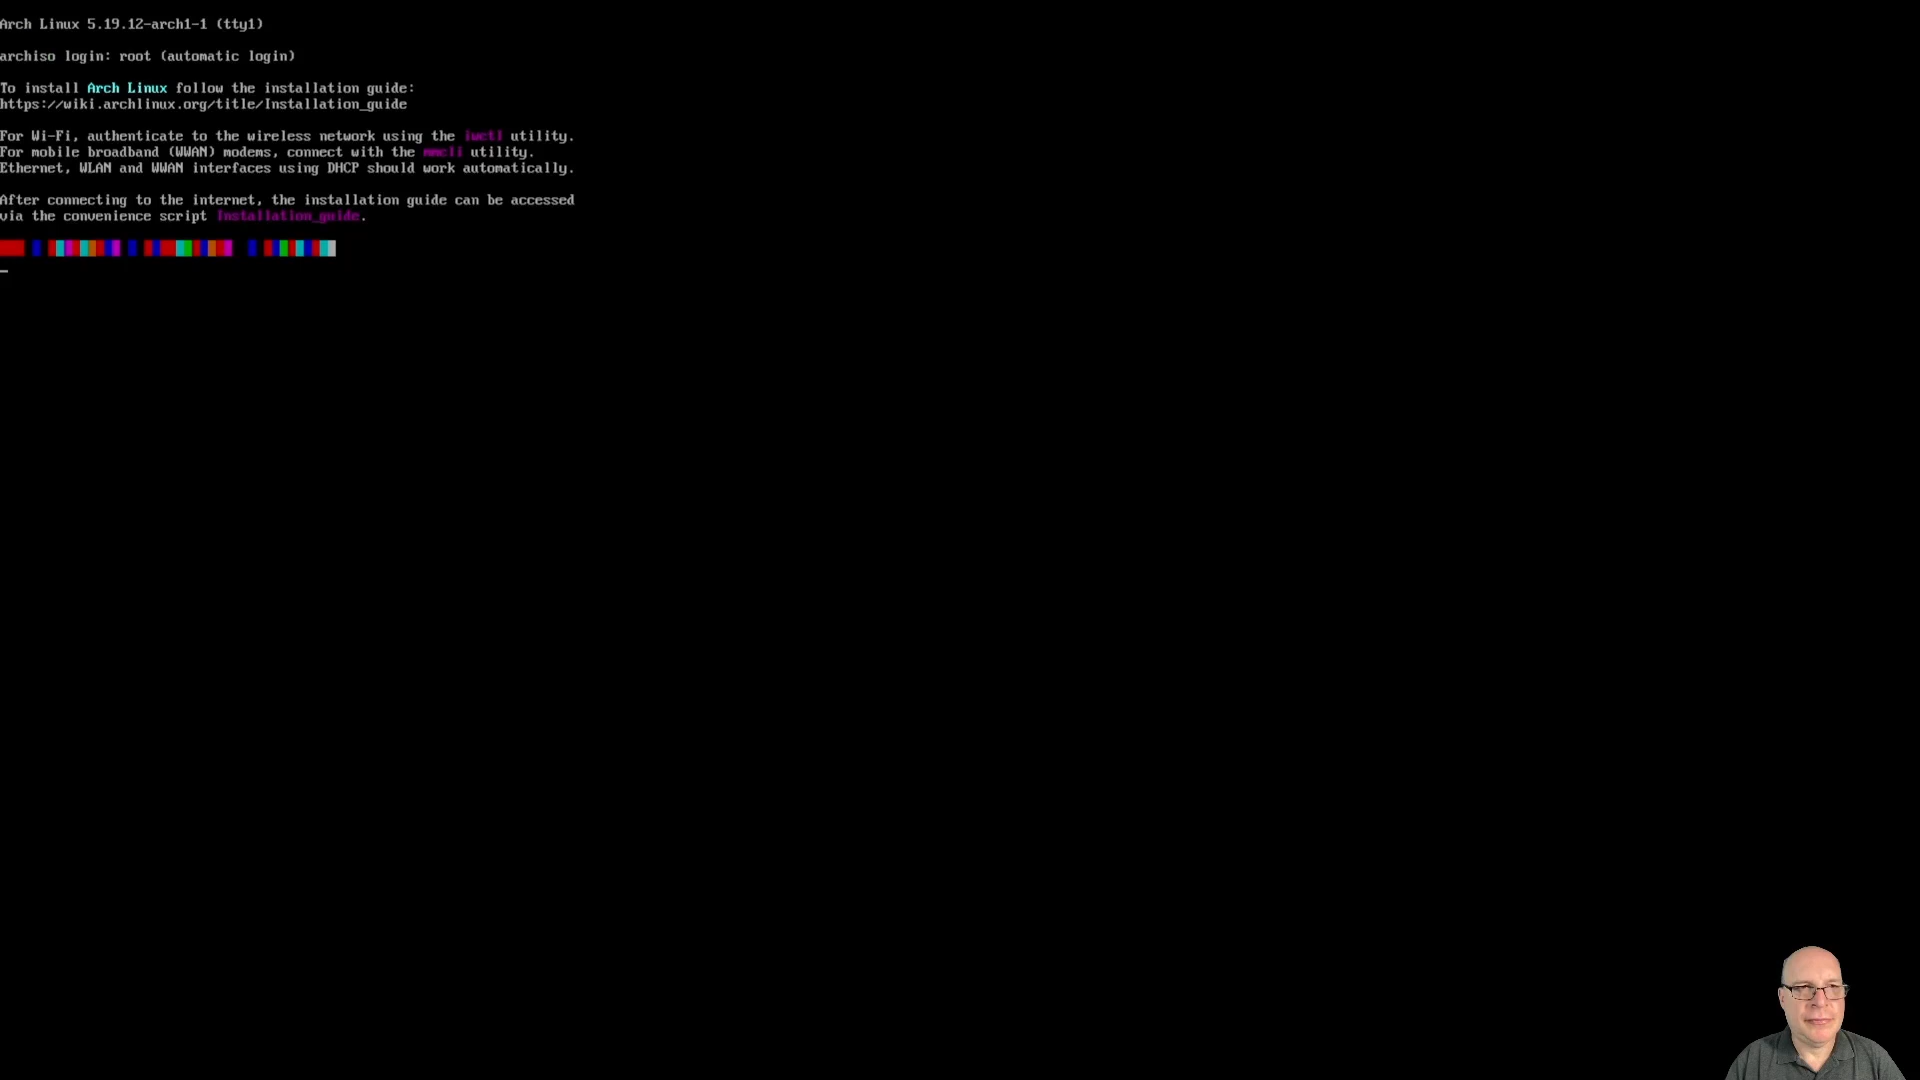 Arch Linux 5.19.12-arch1-1 (tty1)
archiso login: root (automatic login)
To install Arch Linux follow the installation guide:
https://wiki.archlinux.org/title/Installation_guide
For Wi-Fi, authenticate to the wireless network using the iwctl utility.
For mobile broadband (WWAN) modems, connect with the mmcli utility.
Ethernet, WLAN and WWAN interfaces using DHCP should work automatically.
After connecting to the internet, the installation guide can be accessed
via the convenience script Installation_guide.